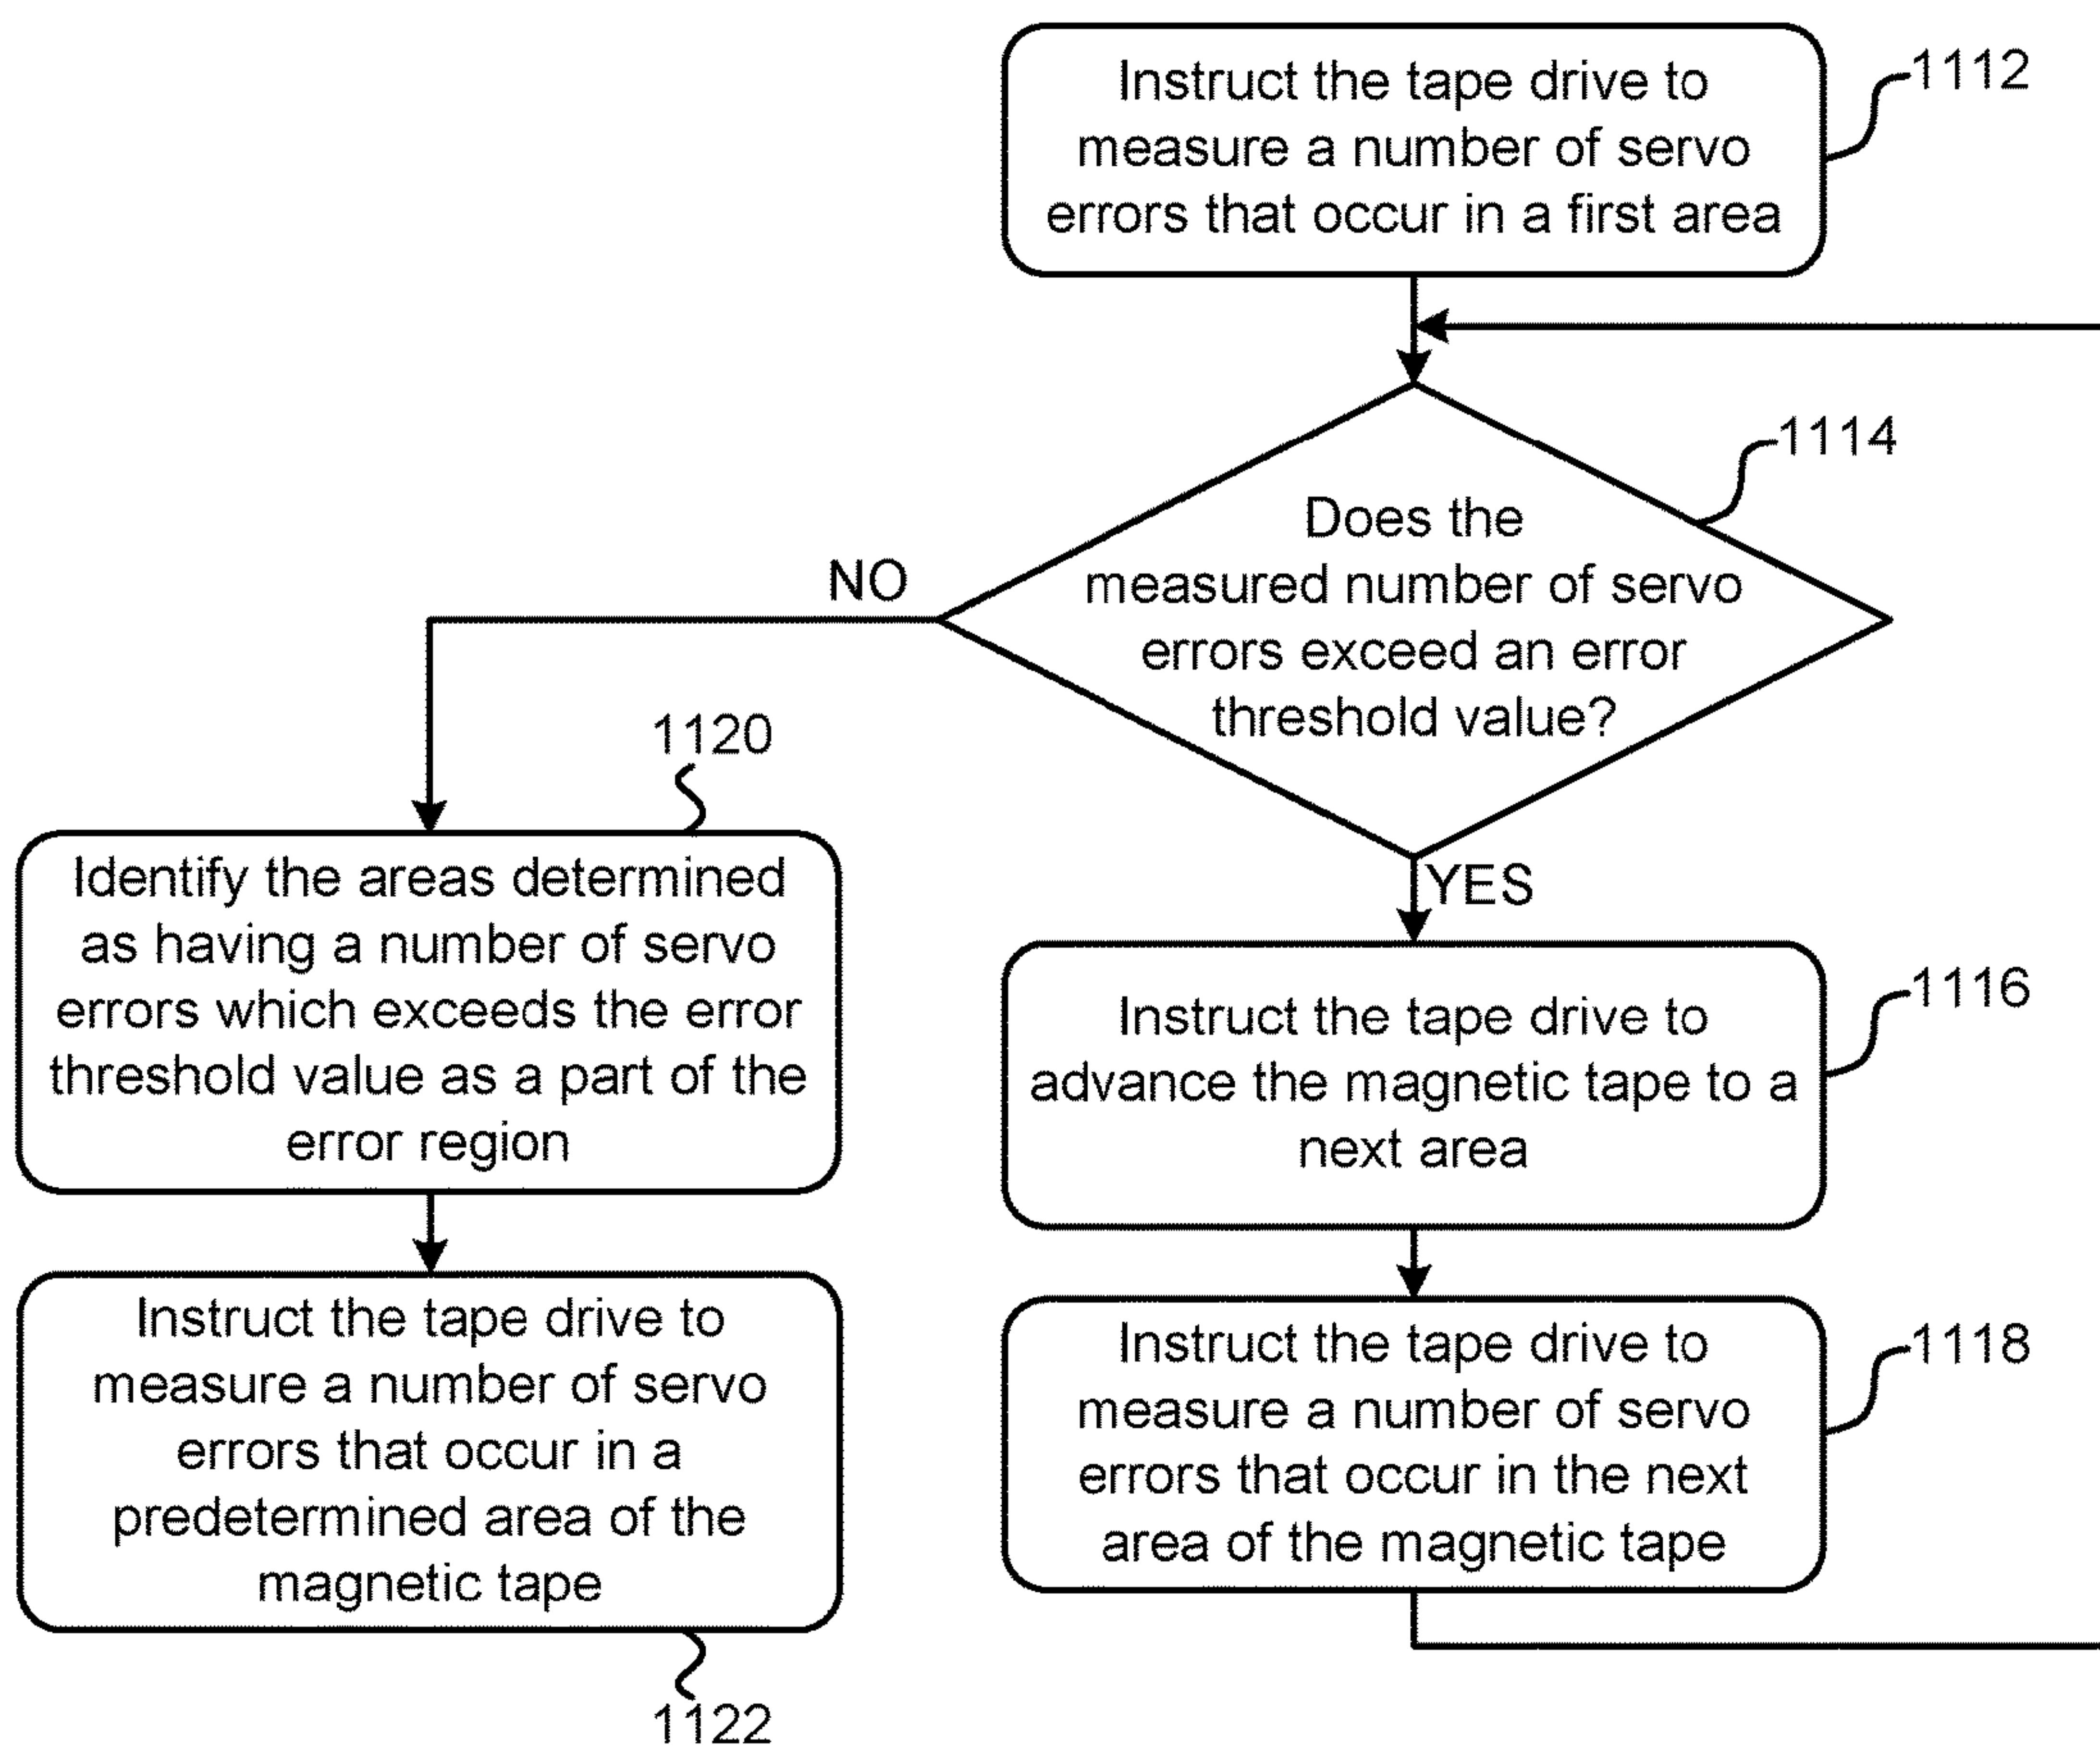 Instruct the tape drive to
measure a number of servo
errors that occur in a first area
1112
Does the
measured number of servo
errors exceed an error
threshold value?
1114
NO
YES
1120
Identify the areas determined
as having a number of servo
errors which exceeds the error
threshold value as a part of the
error region
Instruct the tape drive to
advance the magnetic tape to a
next area
1116
Instruct the tape drive to
measure a number of servo
errors that occur in a
predetermined area of the
magnetic tape
1122
Instruct the tape drive to
measure a number of servo
errors that occur in the next
area of the magnetic tape
1118